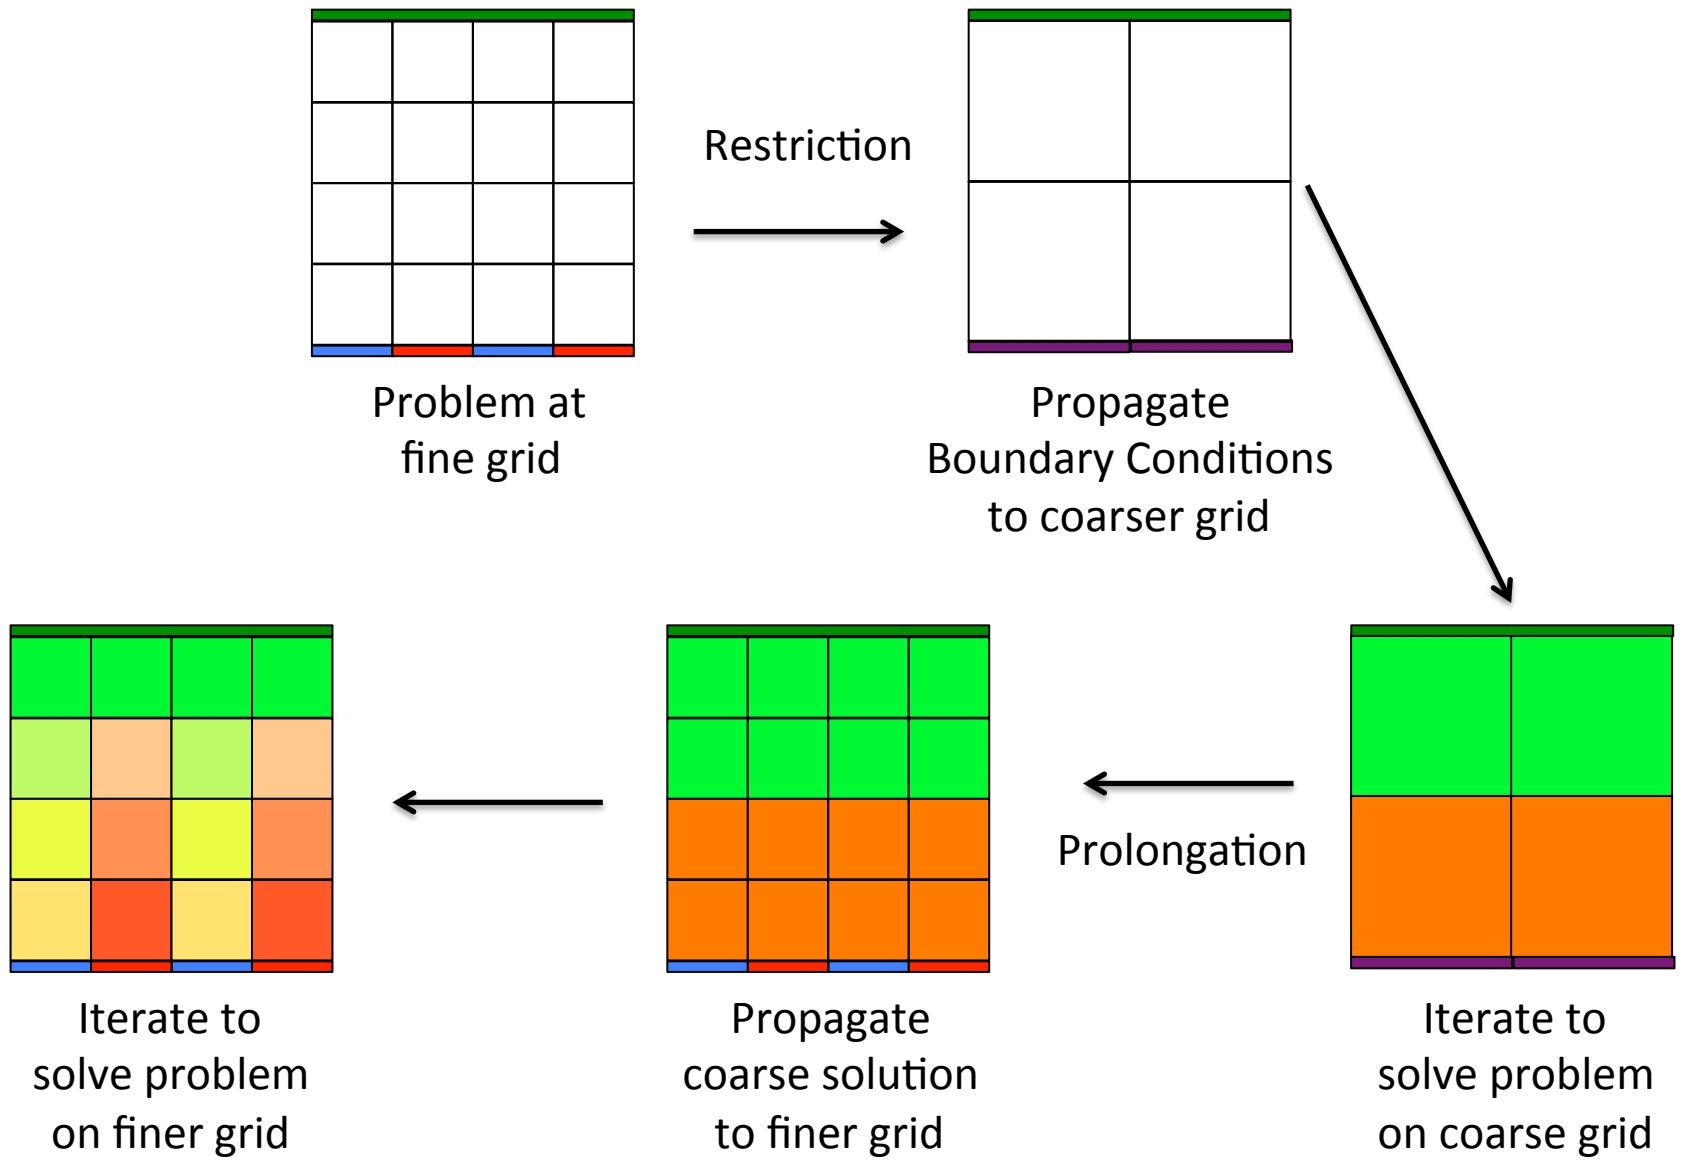 Restriction
Problem at
fine grid
Propagate
Boundary Conditions
to coarser grid
Prolongation
Iterate to
solve problem
on finer grid
Propagate
coarse solution
to finer grid
Iterate to
solve problem
on coarse grid